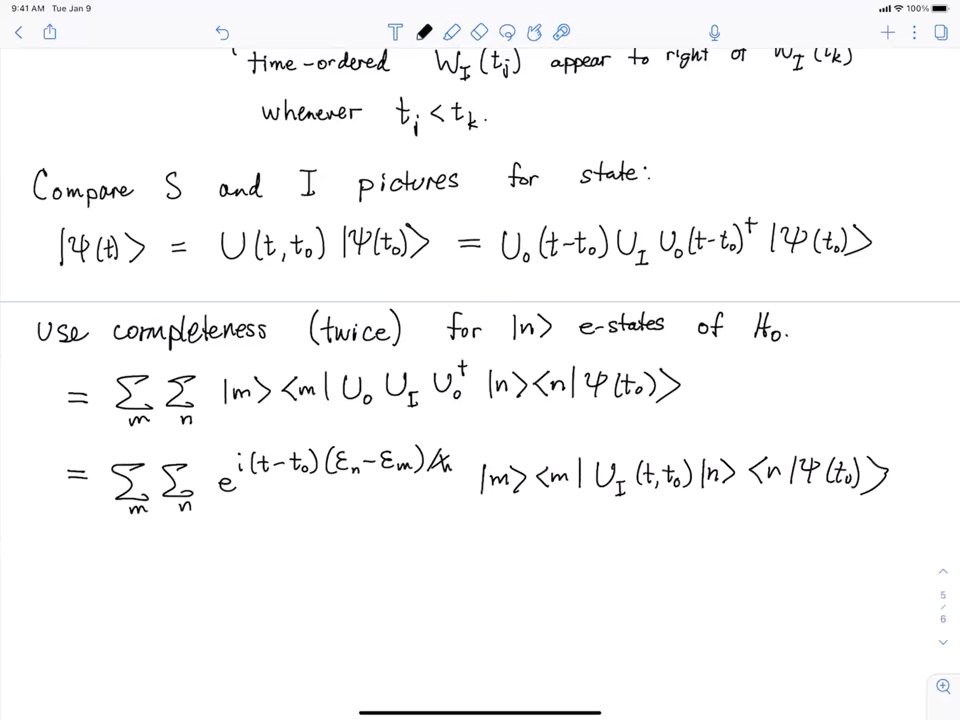 9:41 AM Tue Jan 9 100%
time-ordered W_I(t_j) appear to right of W_I(t_k)
whenever t_j < t_k.
Compare S and I pictures for state:
|Ψ(t)> = U(t,t₀)|Ψ(t₀)> = U₀(t-t₀) U_I U₀(t-t₀)† |Ψ(t₀)>
Use completeness (twice) for |n> e-states of H₀.
= Σ_m Σ_n |m><m| U₀ U_I U₀† |n><n|Ψ(t₀)>
= Σ_m Σ_n e^{i(t-t₀)(ε_n-ε_m)/ħ} |m><m| U_I(t,t₀)|n> <n|Ψ(t₀)>
5
/
6